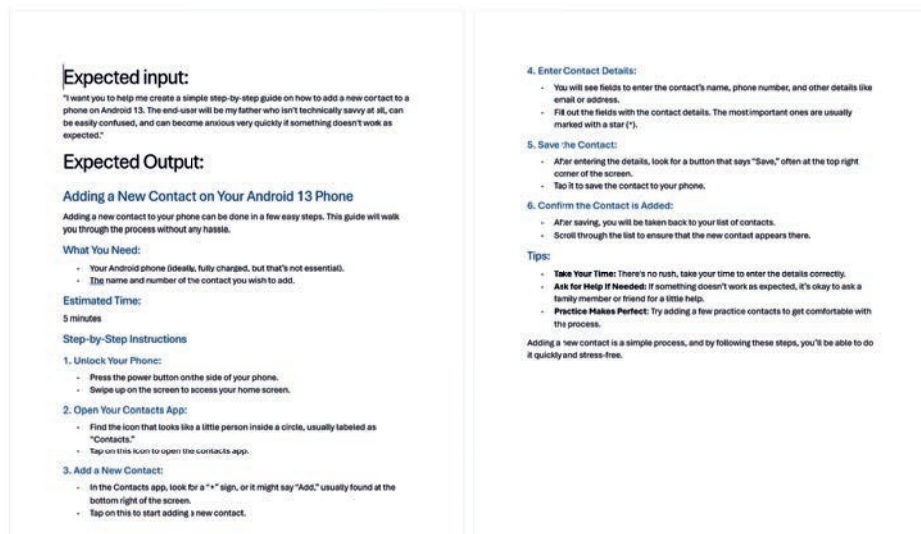 Expected input:
"I want you to help me create a simple step-by-step guide on how to add a new contact to a
phone on Android 13. The end-user will be my father who isn't technically savvy at all, can
be easily confused, and can become anxious very quickly if something doesn't work as
expected."
Expected Output:
Adding a New Contact on Your Android 13 Phone
Adding a new contact to your phone can be done in a few easy steps. This guide will walk
you through the process without any hassle.
What You Need:
- Your Android phone (ideally, fully charged, but that's not essential).
- The name and number of the contact you wish to add.
Estimated Time:
5 minutes
Step-by-Step Instructions
1. Unlock Your Phone:
- Press the power button on the side of your phone.
- Swipe up on the screen to access your home screen.
2. Open Your Contacts App:
- Find the icon that looks like a little person inside a circle, usually labeled as
"Contacts."
- Tap on this icon to open the contacts app.
3. Add a New Contact:
- In the Contacts app, look for a "+" sign, or it might say "Add," usually found at the
bottom right of the screen.
- Tap on this to start adding a new contact.
4. Enter Contact Details:
- You will see fields to enter the contact's name, phone number, and other details like
email or address.
- Fill out the fields with the contact details. The most important ones are usually
marked with a star (*).
5. Save the Contact:
- After entering the details, look for a button that says "Save," often at the top right
corner of the screen.
- Tap it to save the contact to your phone.
6. Confirm the Contact is Added:
- After saving, you will be taken back to your list of contacts.
- Scroll through the list to ensure that the new contact appears there.
Tips:
- Take Your Time: There's no rush, take your time to enter the details correctly.
- Ask for Help If Needed: If something doesn't work as expected, it's okay to ask a
family member or friend for a little help.
- Practice Makes Perfect: Try adding a few practice contacts to get comfortable with
the process.
Adding a new contact is a simple process, and by following these steps, you'll be able to do
it quickly and stress-free.